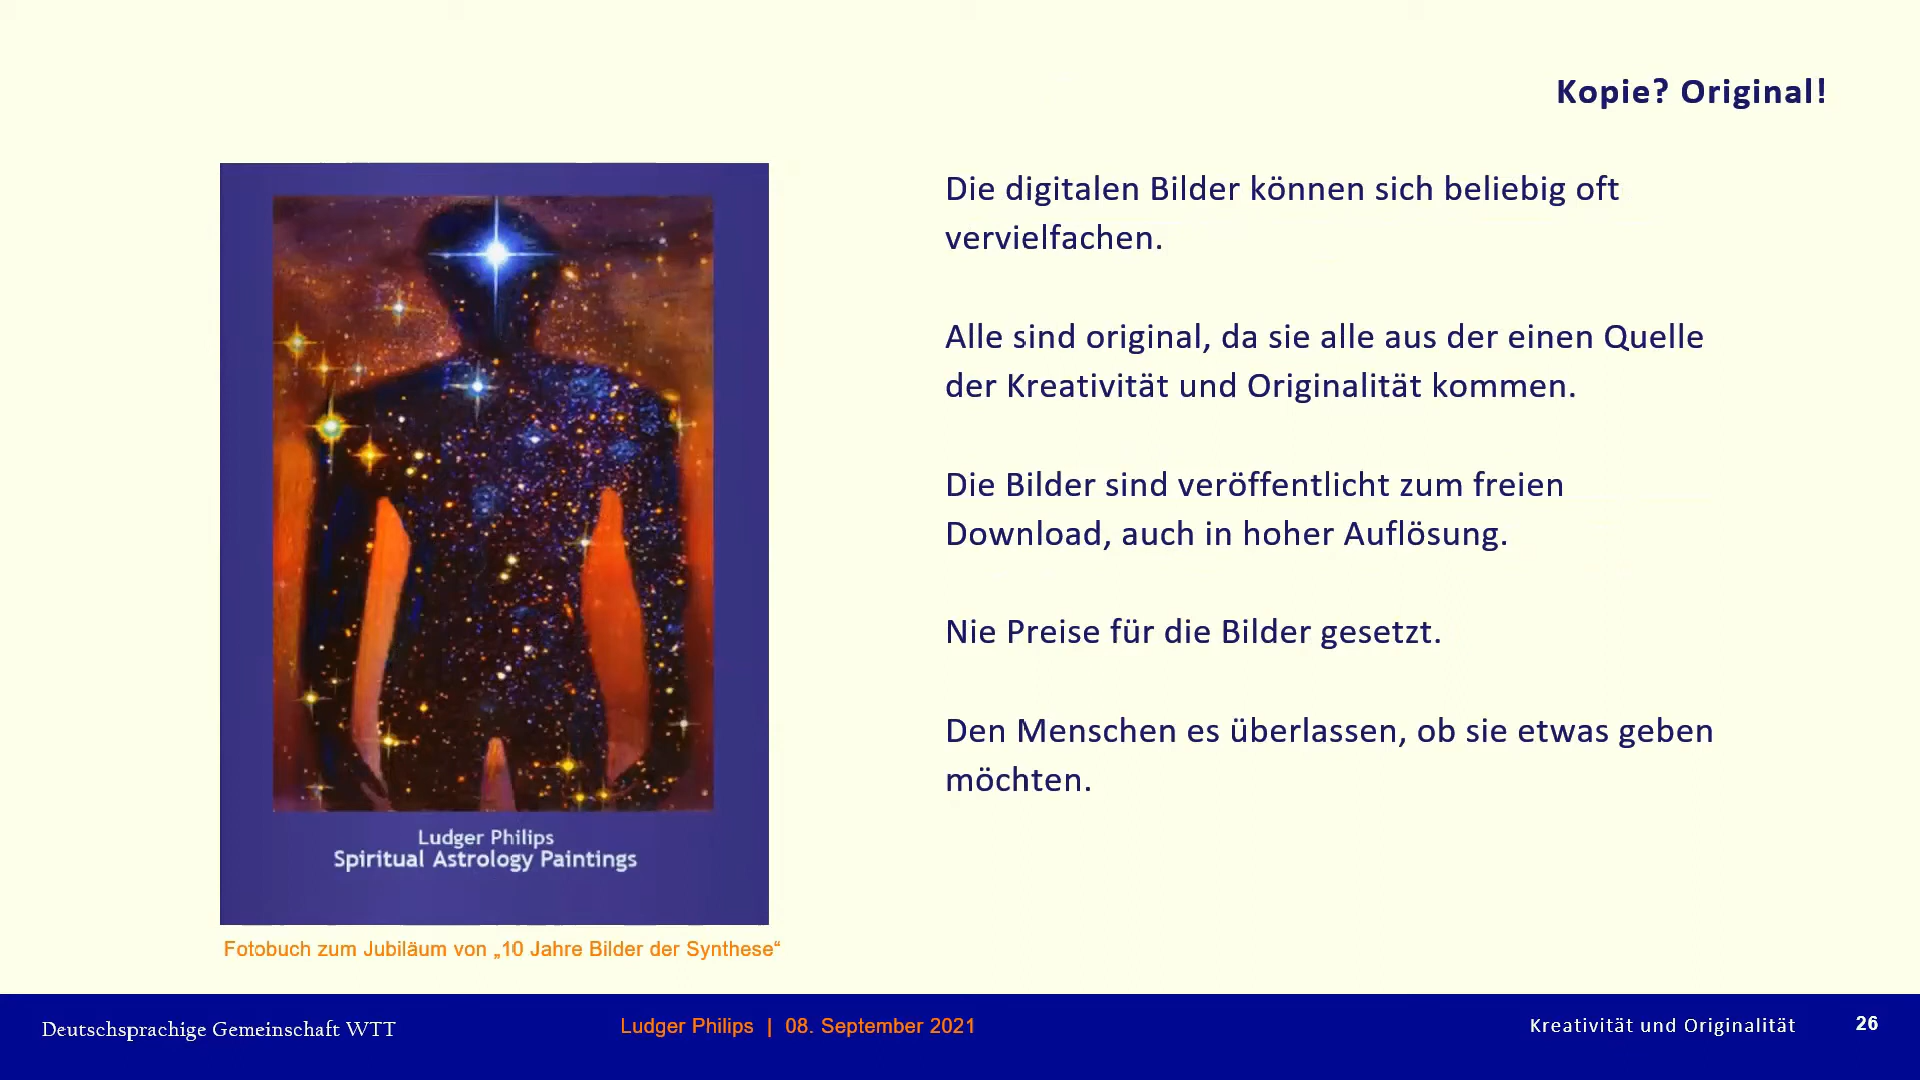 Kopie? Original!
Die digitalen Bilder können sich beliebig oft
vervielfachen.
Alle sind original, da sie alle aus der einen Quelle
der Kreativität und Originalität kommen.
Die Bilder sind veröffentlicht zum freien
Download, auch in hoher Auflösung.
Nie Preise für die Bilder gesetzt.
Den Menschen es überlassen, ob sie etwas geben
möchten.
Ludger Philips
Spiritual Astrology Paintings
Fotobuch zum Jubiläum von „10 Jahre Bilder der Synthese“
Deutschsprachige Gemeinschaft WTT
Ludger Philips | 08. September 2021
Kreativität und Originalität
26